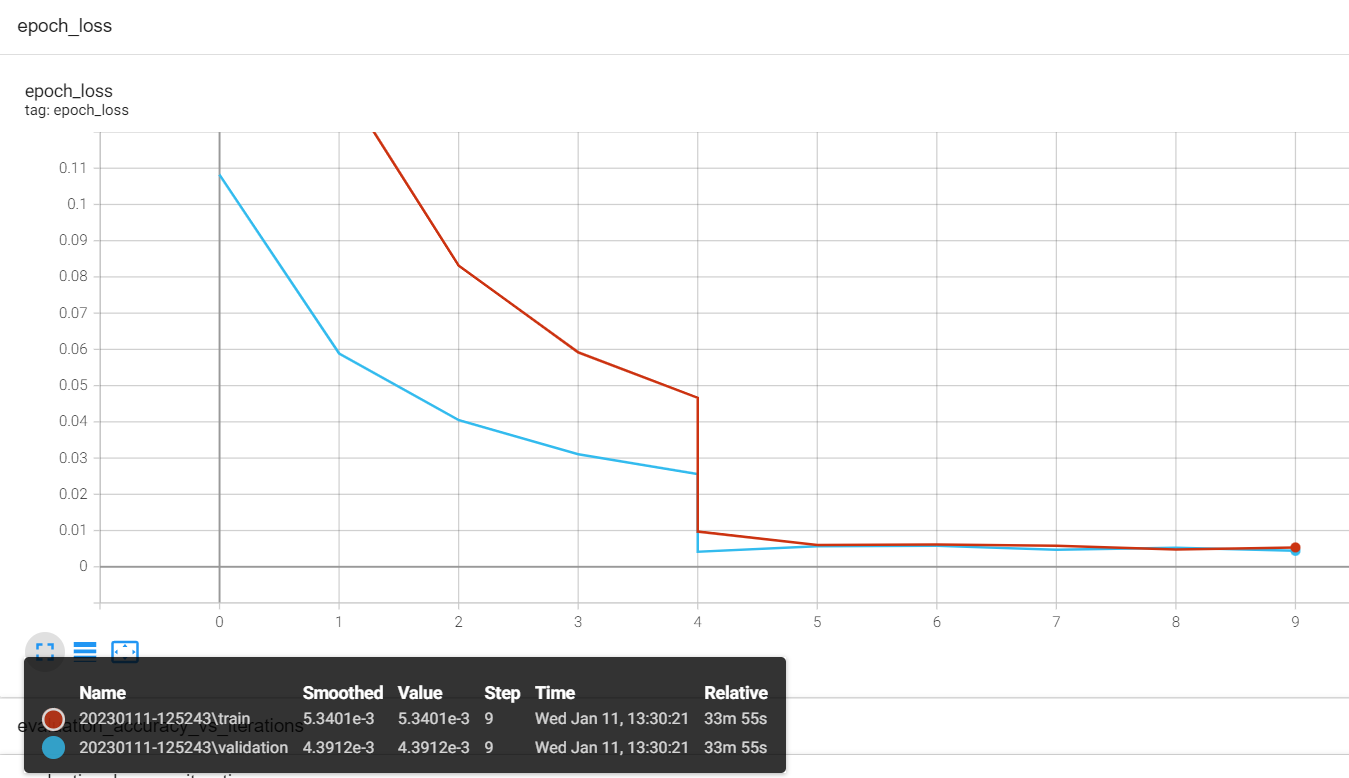 epoch_loss
epoch_loss
tag: epoch_loss
0.11
0.1
0.09
0.08
0.07
0.06
0.05
0.04
0.03
0.02
0.01
0
0 1 2 3 4 5 6 7 8 9
Name Smoothed Value Step Time Relative
20230111-125243\train 5.3401e-3 5.3401e-3 9 Wed Jan 11, 13:30:21 33m 55s
evaluation_accuracy_vs_iterations
20230111-125243\validation 4.3912e-3 4.3912e-3 9 Wed Jan 11, 13:30:21 33m 55s